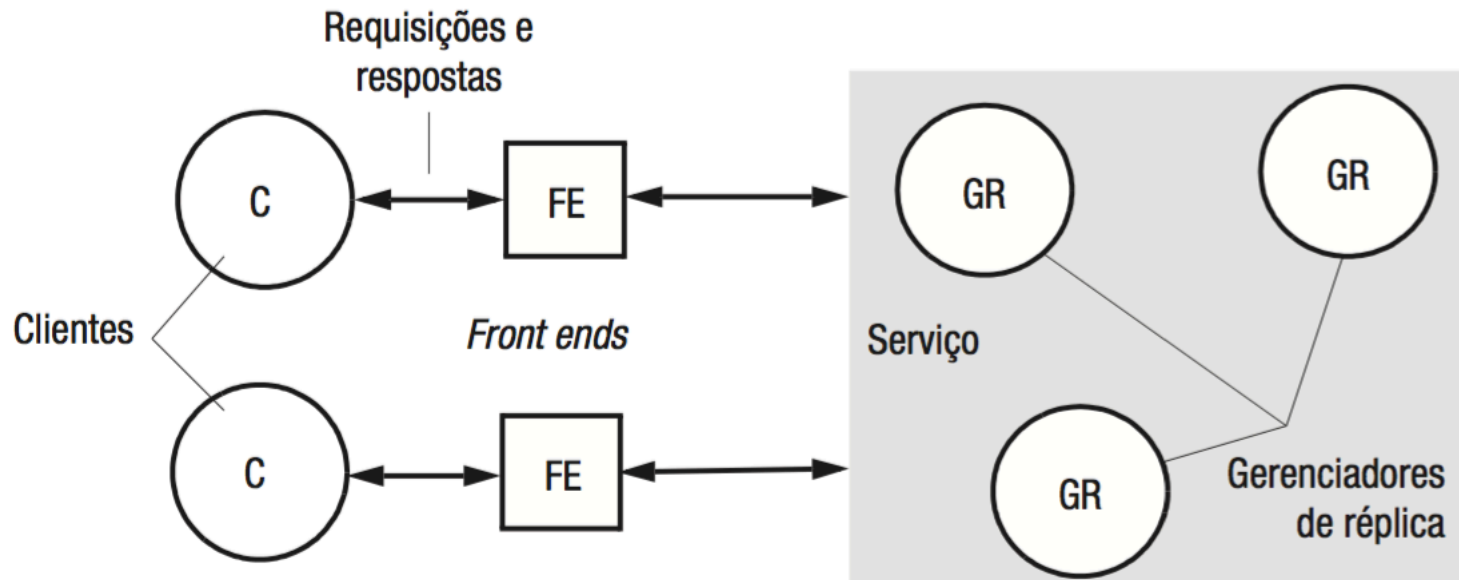 Requisições e
respostas
C
FE
GR
GR
Clientes
Front ends
Serviço
C
FE
GR
Gerenciadores
de réplica